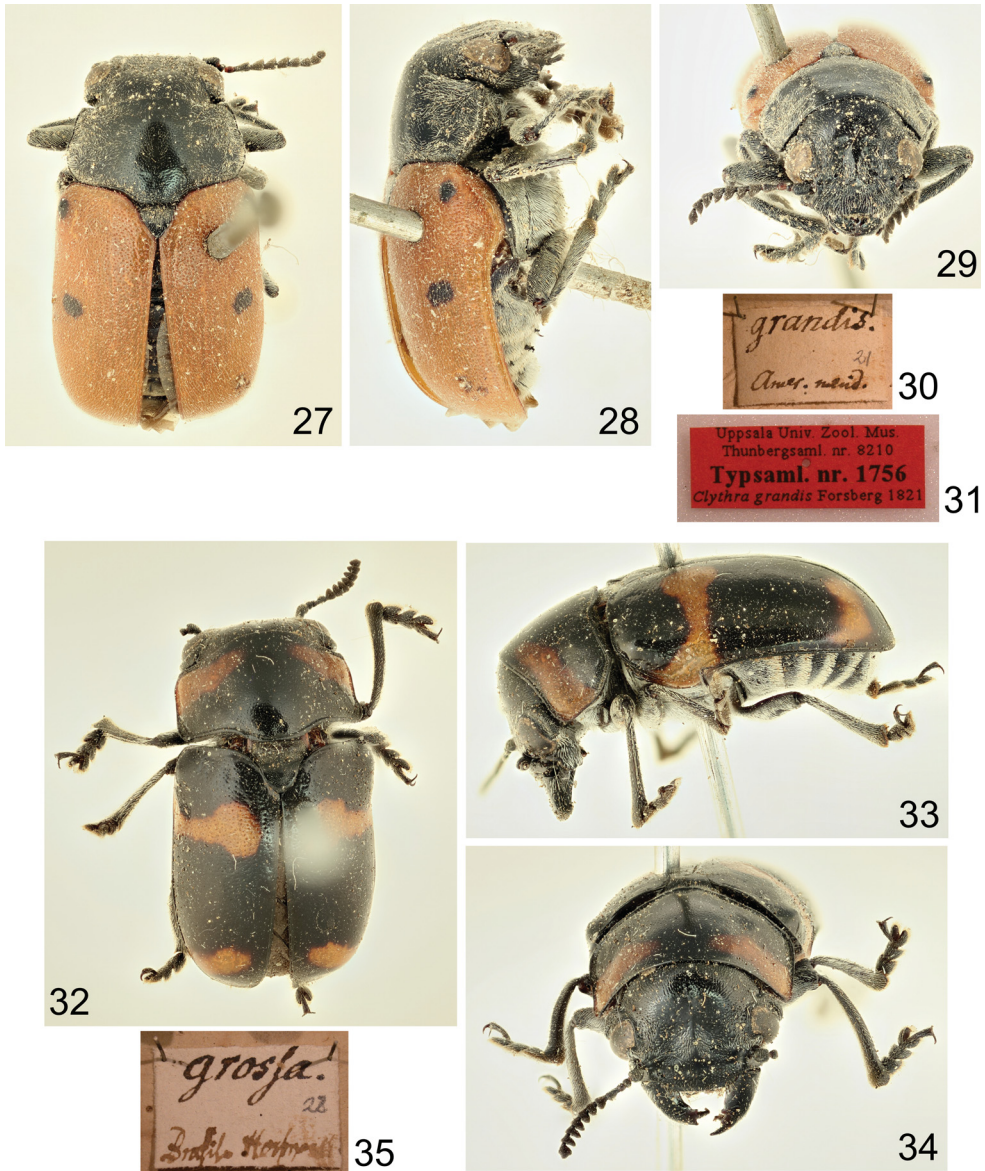 27
28
29
grandis.
21
Amer. merid.
30
Uppsala Univ. Zool. Mus.
Thunbergsaml. nr. 8210
Typsaml. nr. 1756
Clythra grandis Forsberg 1821
31
32
33
34
grossa.
22
35